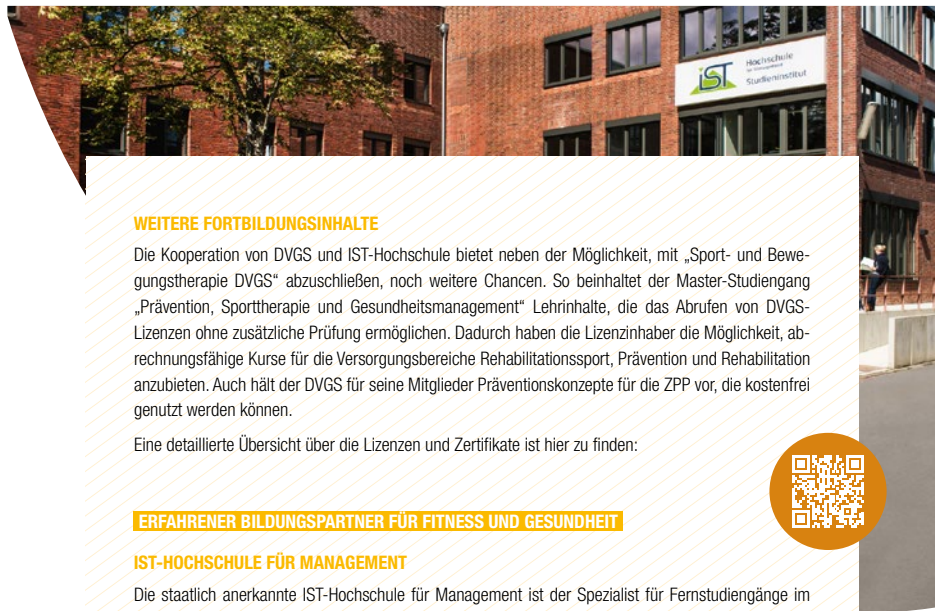 iST
Hochschule
für Management
Studieninstitut
WEITERE FORTBILDUNGSINHALTE
Die Kooperation von DVGS und IST-Hochschule bietet neben der Möglichkeit, mit „Sport- und Bewe-
gungstherapie DVGS“ abzuschließen, noch weitere Chancen. So beinhaltet der Master-Studiengang
„Prävention, Sporttherapie und Gesundheitsmanagement“ Lehrinhalte, die das Abrufen von DVGS-
Lizenzen ohne zusätzliche Prüfung ermöglichen. Dadurch haben die Lizenzinhaber die Möglichkeit, ab-
rechnungsfähige Kurse für die Versorgungsbereiche Rehabilitationssport, Prävention und Rehabilitation
anzubieten. Auch hält der DVGS für seine Mitglieder Präventionskonzepte für die ZPP vor, die kostenfrei
genutzt werden können.
Eine detaillierte Übersicht über die Lizenzen und Zertifikate ist hier zu finden:
ERFAHRENER BILDUNGSPARTNER FÜR FITNESS UND GESUNDHEIT
IST-HOCHSCHULE FÜR MANAGEMENT
Die staatlich anerkannte IST-Hochschule für Management ist der Spezialist für Fernstudiengänge im